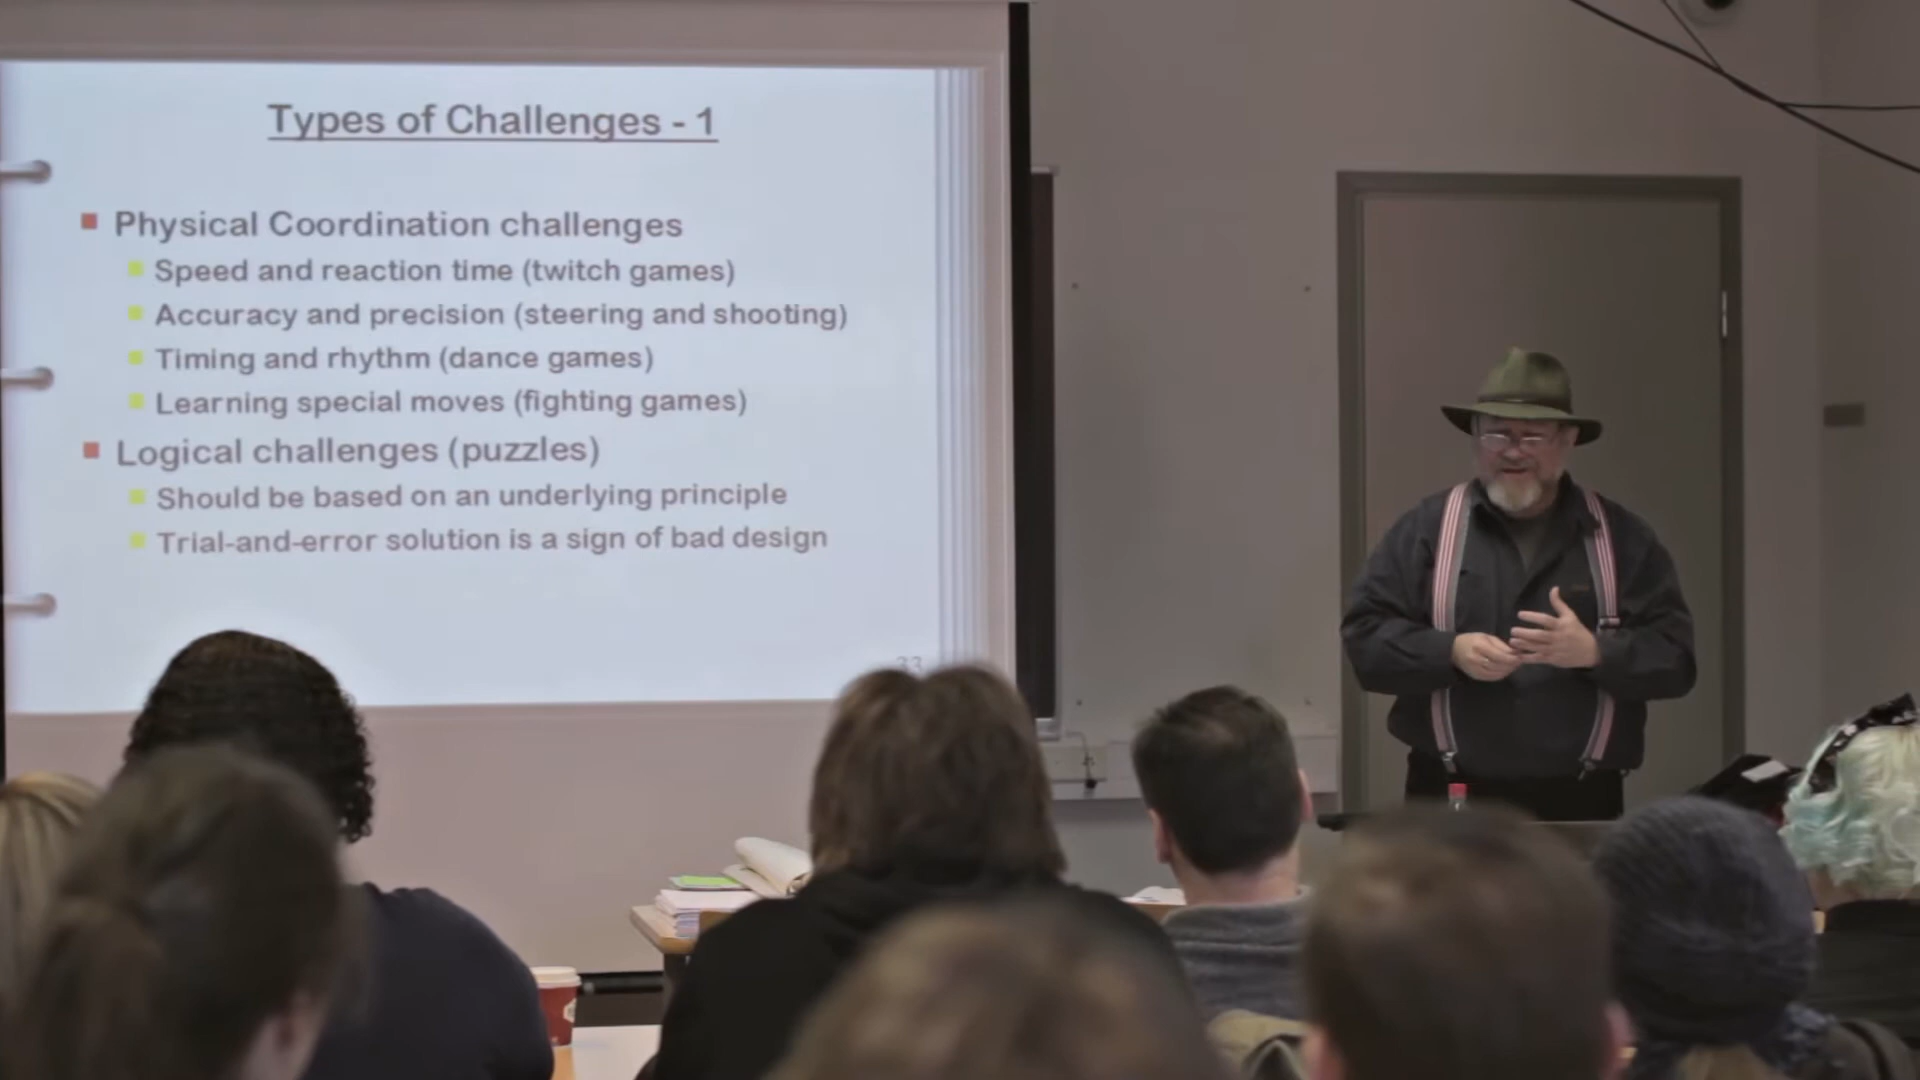 Types of Challenges - 1
Physical Coordination challenges
Speed and reaction time (twitch games)
Accuracy and precision (steering and shooting)
Timing and rhythm (dance games)
Learning special moves (fighting games)
Logical challenges (puzzles)
Should be based on an underlying principle
Trial-and-error solution is a sign of bad design
33